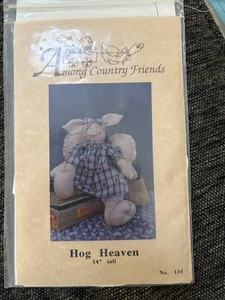 Among Country Friends
Hog Heaven
14" tall
No. 134